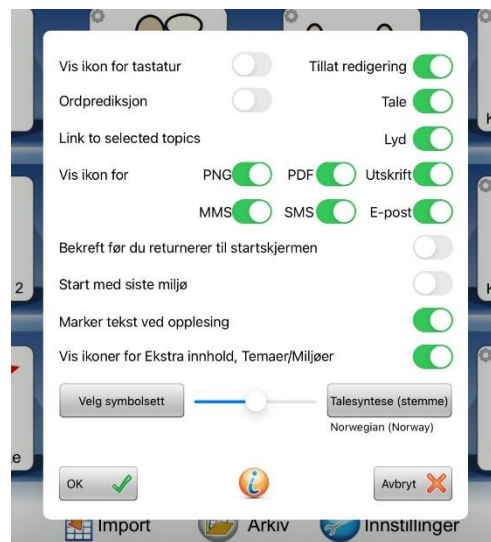 Vis ikon for tastatur Tillat redigering
Ordprediksjon Tale
Link to selected topics Lyd
Vis ikon for PNG PDF Utskrift
MMS SMS E-post
Bekreft før du returnerer til startskjermen
Start med siste miljø
2
Marker tekst ved opplesing
Vis ikoner for Ekstra innhold, Temaer/Miljøer
Velg symbolsett Talesyntese (stemme)
Norwegian (Norway)
OK Avbryt
Import Arkiv Innstillinger